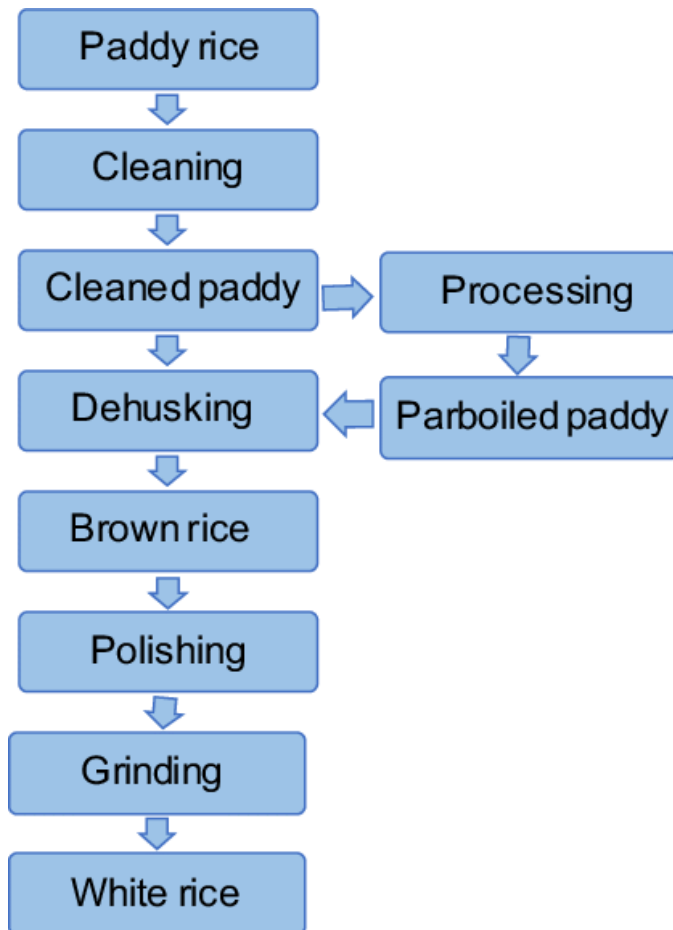 Paddy rice
Cleaning
Cleaned paddy
Processing
Dehusking
Parboiled paddy
Brown rice
Polishing
Grinding
White rice